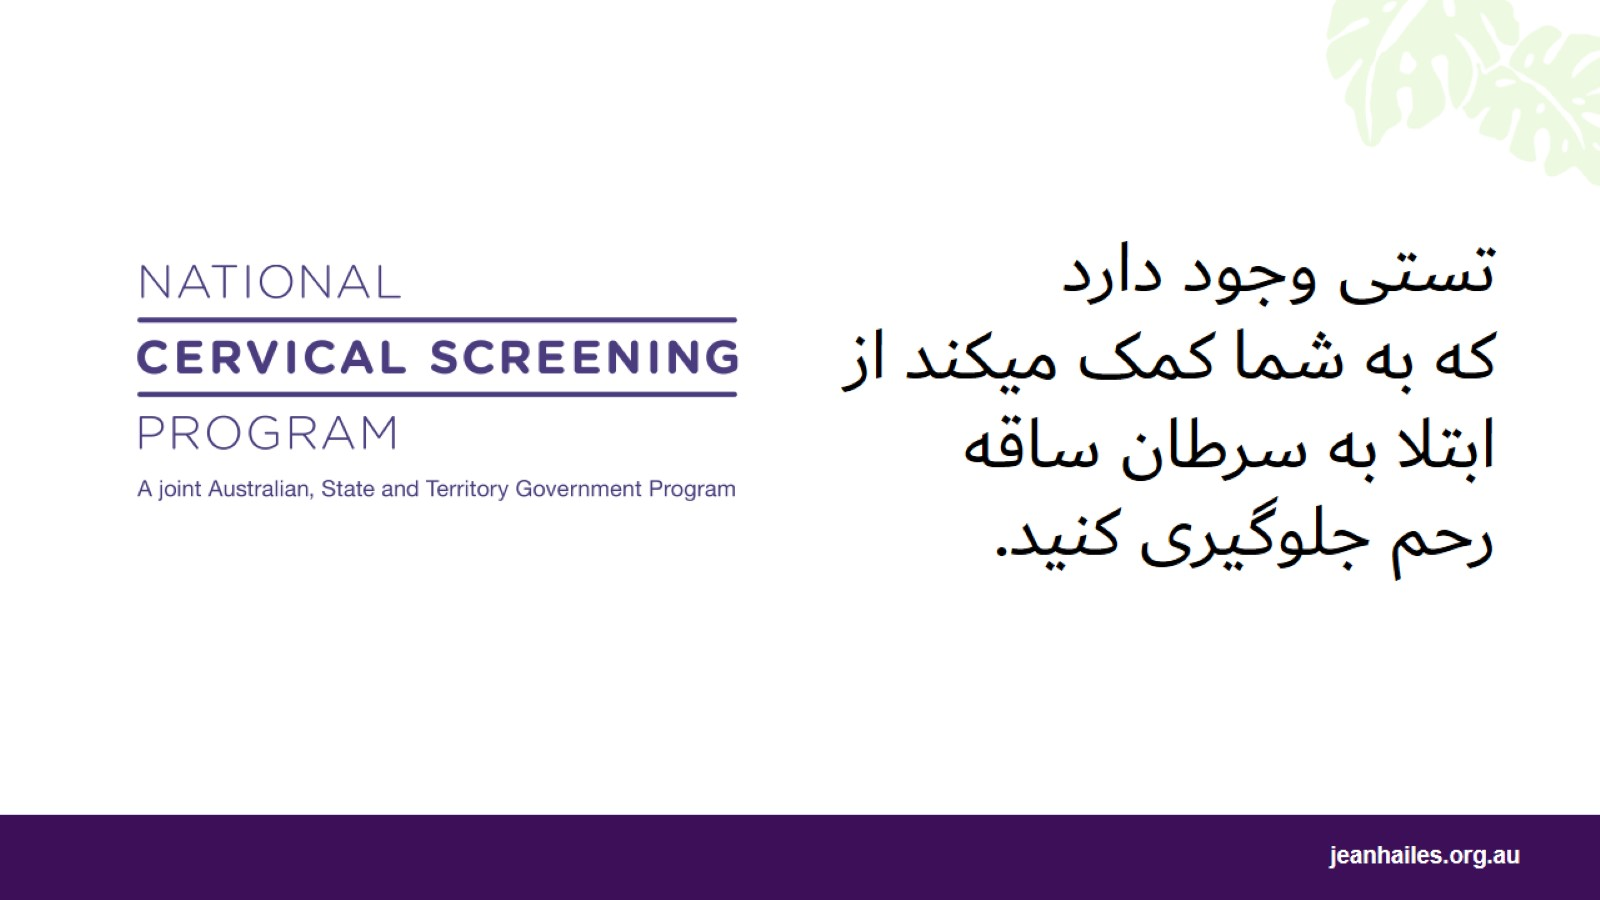 NATIONAL
CERVICAL SCREENING
PROGRAM
A joint Australian, State and Territory Government Program
تستی وجود دارد
که به شما کمک میکند از
ابتلا به سرطان ساقه
رحم جلوگیری کنید.
jeanhailes.org.au